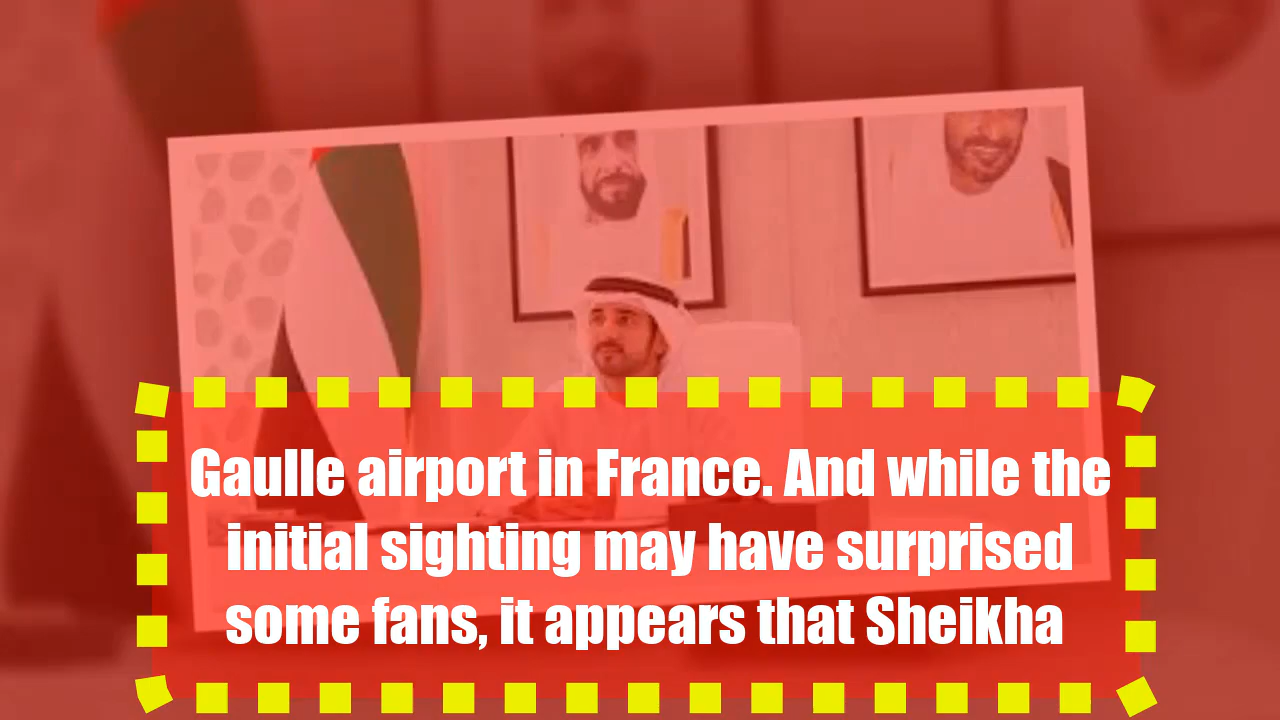 Gaulle airport in France. And while the
initial sighting may have surprised
some fans, it appears that Sheikha